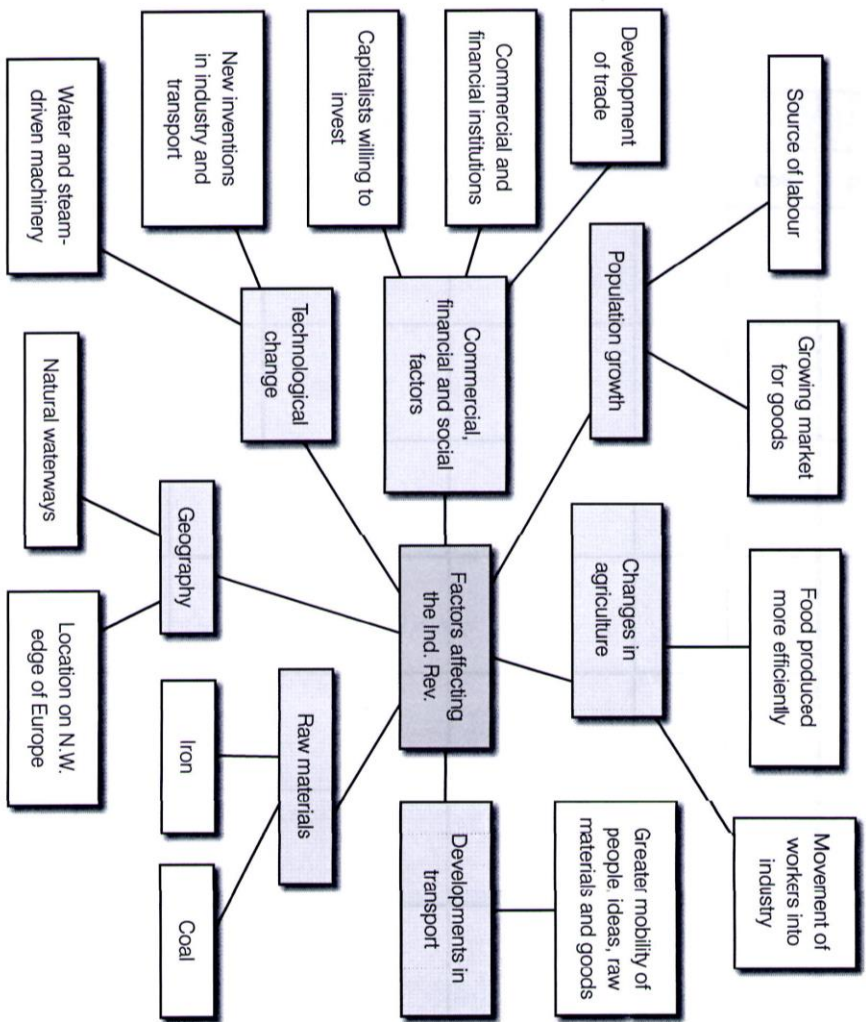 Source of labour
Growing market
for goods
Food produced
more efficiently
Movement of
workers into
industry
Development
of trade
Population growth
Changes in
agriculture
Greater mobility of
people, ideas, raw
materials and goods
Commercial and
financial institutions
Capitalists willing to
invest
Commercial,
financial and social
factors
Factors affecting
the Ind. Rev.
Developments in
transport
New inventions
in industry and
transport
Technological
change
Water and steam-
driven machinery
Geography
Raw materials
Natural waterways
Location on N.W.
edge of Europe
Iron
Coal